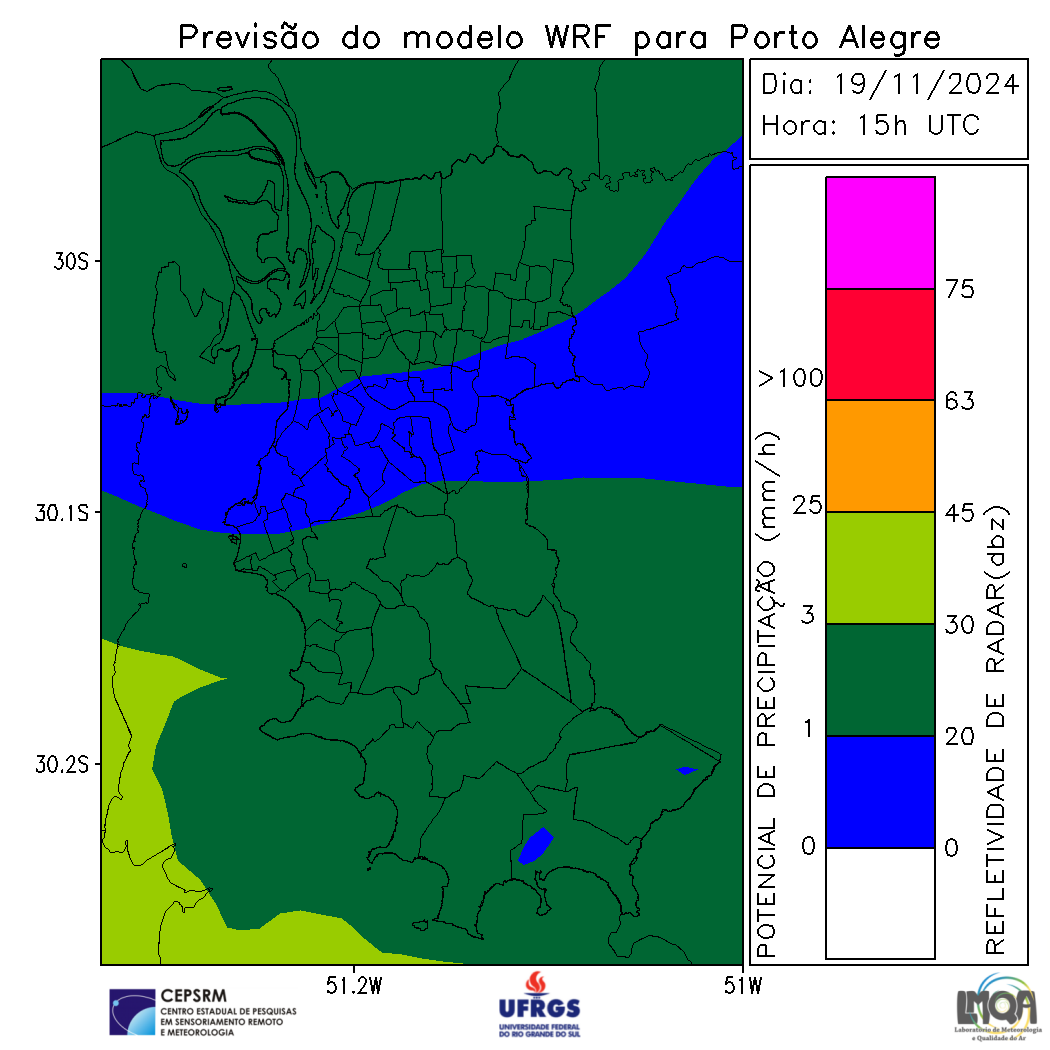 Previsão do modelo WRF para Porto Alegre
Dia: 19/11/2024
Hora: 15h UTC
30S
30.1S
30.2S
51.2W
51W
POTENCIAL DE PRECIPITAÇÃO (mm/h)
>100
25
3
1
0
75
63
45
30
20
0
REFLETIVIDADE DE RADAR(dbz)
CEPSRM
CENTRO ESTADUAL DE PESQUISAS
EM SENSORIAMENTO REMOTO
E METEOROLOGIA
UFRGS
UNIVERSIDADE FEDERAL
DO RIO GRANDE DO SUL
LMQA
Laboratório de Meteorologia
e Qualidade do Ar